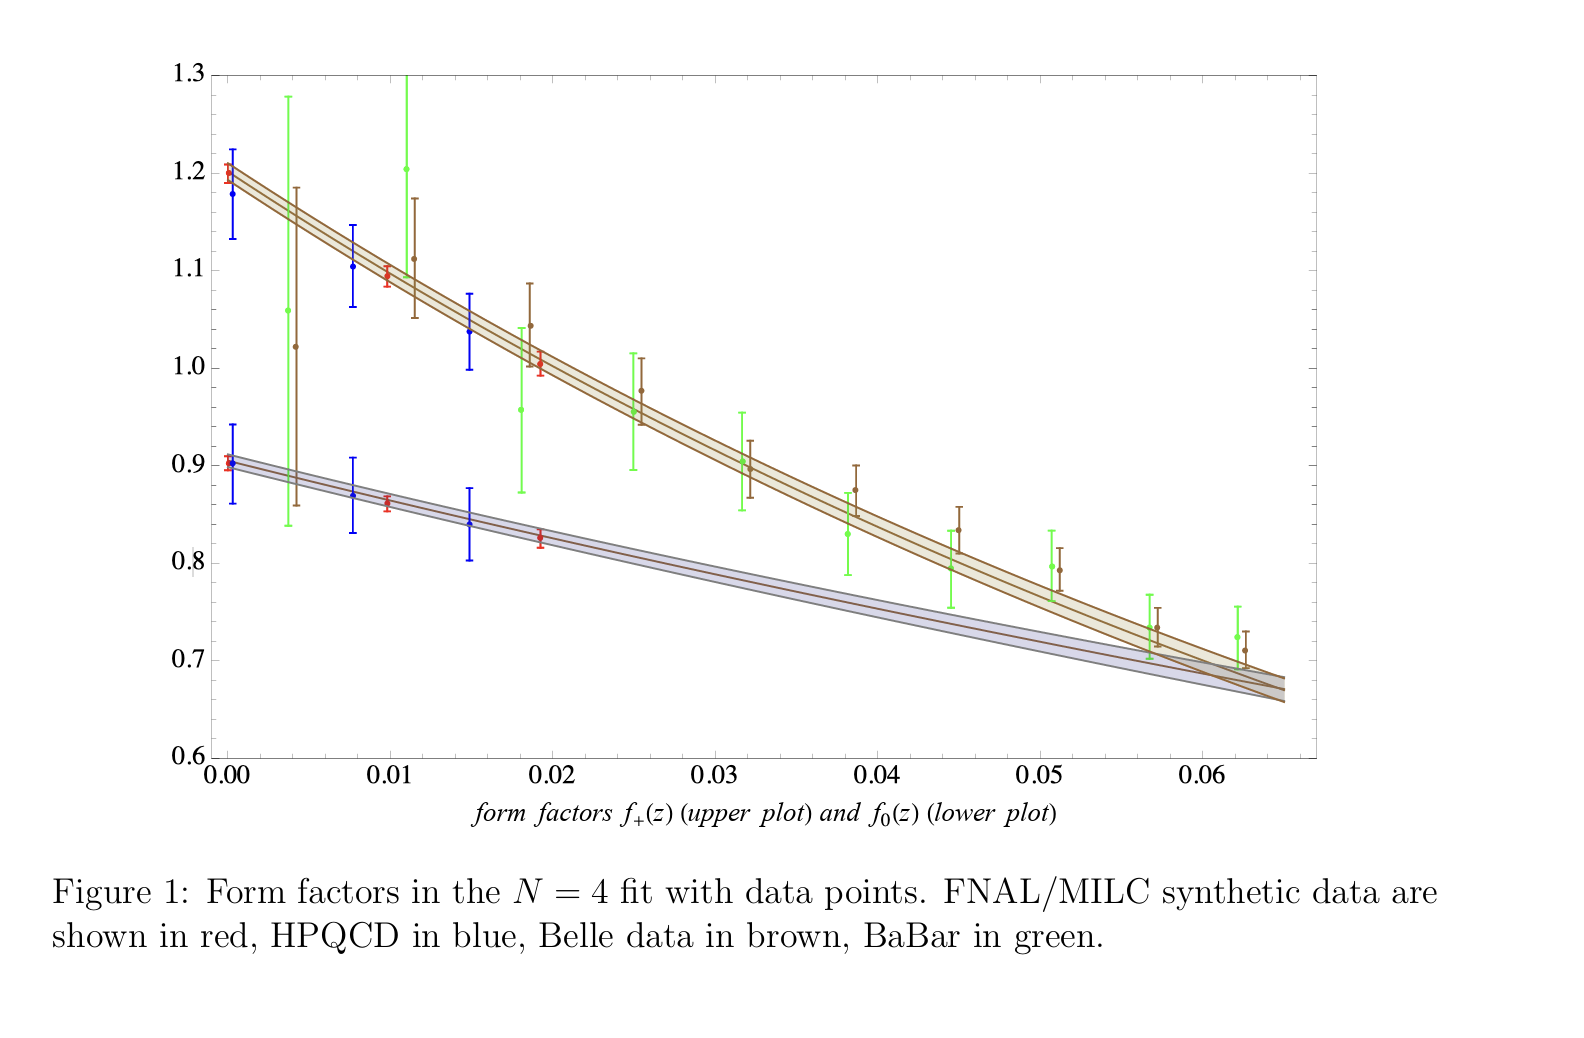 1.3
1.2
1.1
1.0
0.9
0.8
0.7
0.6
0.00 0.01 0.02 0.03 0.04 0.05 0.06
form factors f₊(z) (upper plot) and f₀(z) (lower plot)
Figure 1: Form factors in the N = 4 fit with data points. FNAL/MILC synthetic data are
shown in red, HPQCD in blue, Belle data in brown, BaBar in green.